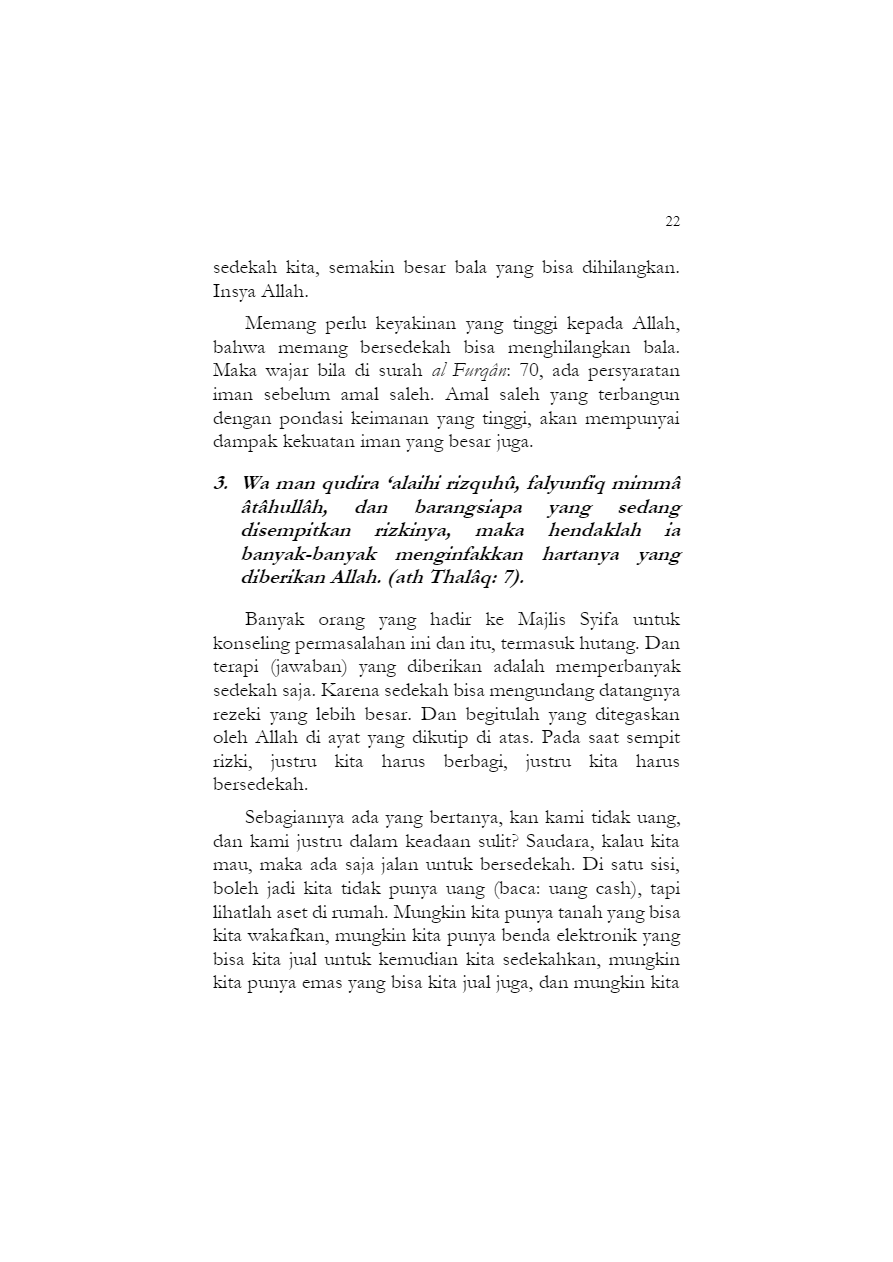 22
sedekah kita, semakin besar bala yang bisa dihilangkan.
Insya Allah.
Memang perlu keyakinan yang tinggi kepada Allah,
bahwa memang bersedekah bisa menghilangkan bala.
Maka wajar bila di surah al Furqân: 70, ada persyaratan
iman sebelum amal saleh. Amal saleh yang terbangun
dengan pondasi keimanan yang tinggi, akan mempunyai
dampak kekuatan iman yang besar juga.
3. Wa man qudira ‘alaihi rizquhû, falyunfiq mimmâ
âtâhullâh, dan barangsiapa yang sedang
disempitkan rizkinya, maka hendaklah ia
banyak-banyak menginfakkan hartanya yang
diberikan Allah. (ath Thalâq: 7).
Banyak orang yang hadir ke Majlis Syifa untuk
konseling permasalahan ini dan itu, termasuk hutang. Dan
terapi (jawaban) yang diberikan adalah memperbanyak
sedekah saja. Karena sedekah bisa mengundang datangnya
rezeki yang lebih besar. Dan begitulah yang ditegaskan
oleh Allah di ayat yang dikutip di atas. Pada saat sempit
rizki, justru kita harus berbagi, justru kita harus
bersedekah.
Sebagiannya ada yang bertanya, kan kami tidak uang,
dan kami justru dalam keadaan sulit? Saudara, kalau kita
mau, maka ada saja jalan untuk bersedekah. Di satu sisi,
boleh jadi kita tidak punya uang (baca: uang cash), tapi
lihatlah aset di rumah. Mungkin kita punya tanah yang bisa
kita wakafkan, mungkin kita punya benda elektronik yang
bisa kita jual untuk kemudian kita sedekahkan, mungkin
kita punya emas yang bisa kita jual juga, dan mungkin kita